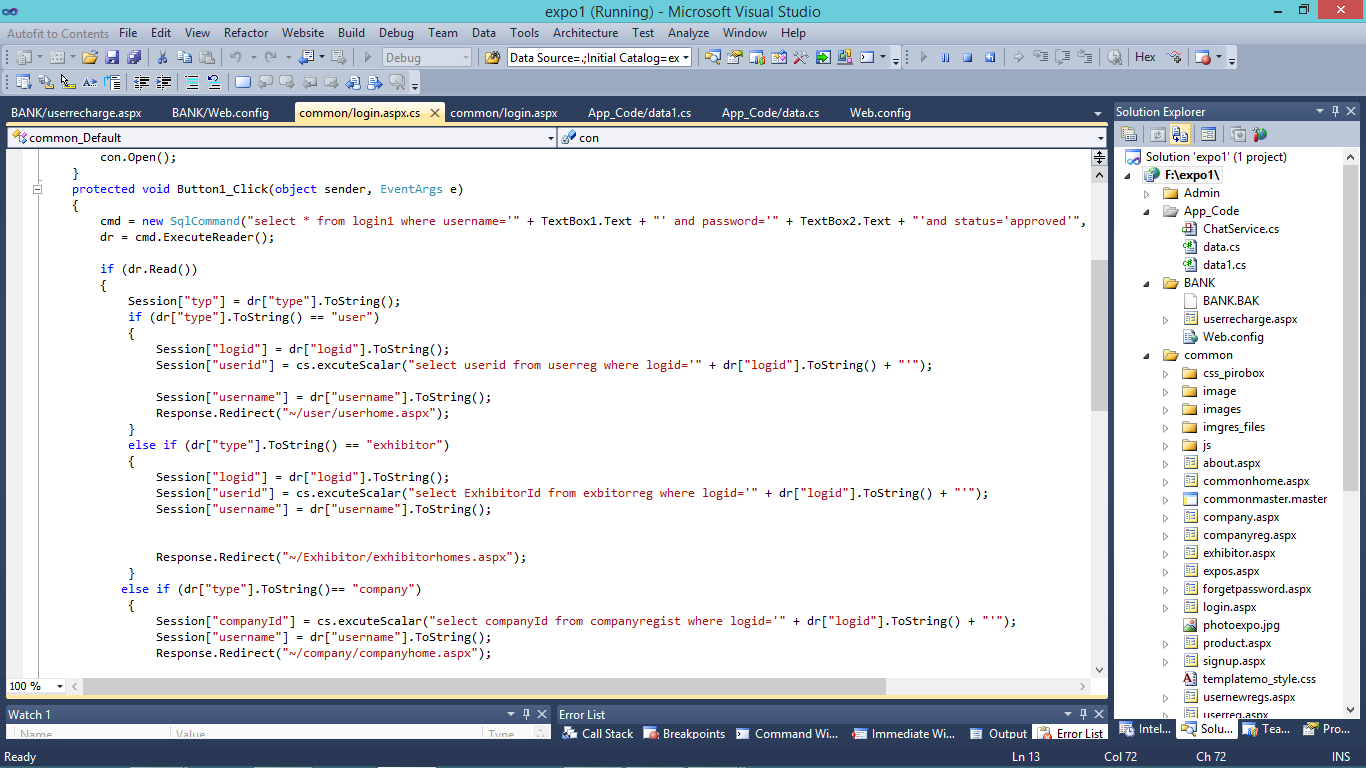 expo1 (Running) - Microsoft Visual Studio
Autofit to Contents File Edit View Refactor Website Build Debug Team Data Tools Architecture Test Analyze Window Help
Debug Data Source=.;Initial Catalog=ex Hex
BANK/userrecharge.aspx BANK/Web.config common/login.aspx.cs common/login.aspx App_Code/data1.cs App_Code/data.cs Web.config
common_Default con
con.Open();
}
protected void Button1_Click(object sender, EventArgs e)
{
cmd = new SqlCommand("select * from login1 where username='" + TextBox1.Text + "' and password='" + TextBox2.Text + "'and status='approved'",
dr = cmd.ExecuteReader();
if (dr.Read())
{
Session["typ"] = dr["type"].ToString();
if (dr["type"].ToString() == "user")
{
Session["logid"] = dr["logid"].ToString();
Session["userid"] = cs.excuteScalar("select userid from userreg where logid='" + dr["logid"].ToString() + "'");
Session["username"] = dr["username"].ToString();
Response.Redirect("~/user/userhome.aspx");
}
else if (dr["type"].ToString() == "exhibitor")
{
Session["logid"] = dr["logid"].ToString();
Session["userid"] = cs.excuteScalar("select ExhibitorId from exbitorreg where logid='" + dr["logid"].ToString() + "'");
Session["username"] = dr["username"].ToString();
Response.Redirect("~/Exhibitor/exhibitorhomes.aspx");
}
else if (dr["type"].ToString()== "company")
{
Session["companyId"] = cs.excuteScalar("select companyId from companyregist where logid='" + dr["logid"].ToString() + "'");
Session["username"] = dr["username"].ToString();
Response.Redirect("~/company/companyhome.aspx");
100 %
Solution Explorer
Solution 'expo1' (1 project)
F:\expo1\
Admin
App_Code
ChatService.cs
data.cs
data1.cs
BANK
BANK.BAK
userrecharge.aspx
Web.config
common
css_pirobox
image
images
imgres_files
js
about.aspx
commonhome.aspx
commonmaster.master
company.aspx
companyreg.aspx
exhibitor.aspx
expos.aspx
forgetpassword.aspx
login.aspx
photoexpo.jpg
product.aspx
signup.aspx
templatemo_style.css
usernewregs.aspx
userreg.aspx
Watch 1
Name Value Type
Error List
Call Stack Breakpoints Command Wi... Immediate Wi... Output Error List
Intel... Solu... Tea... Pro...
Ready Ln 13 Col 72 Ch 72 INS